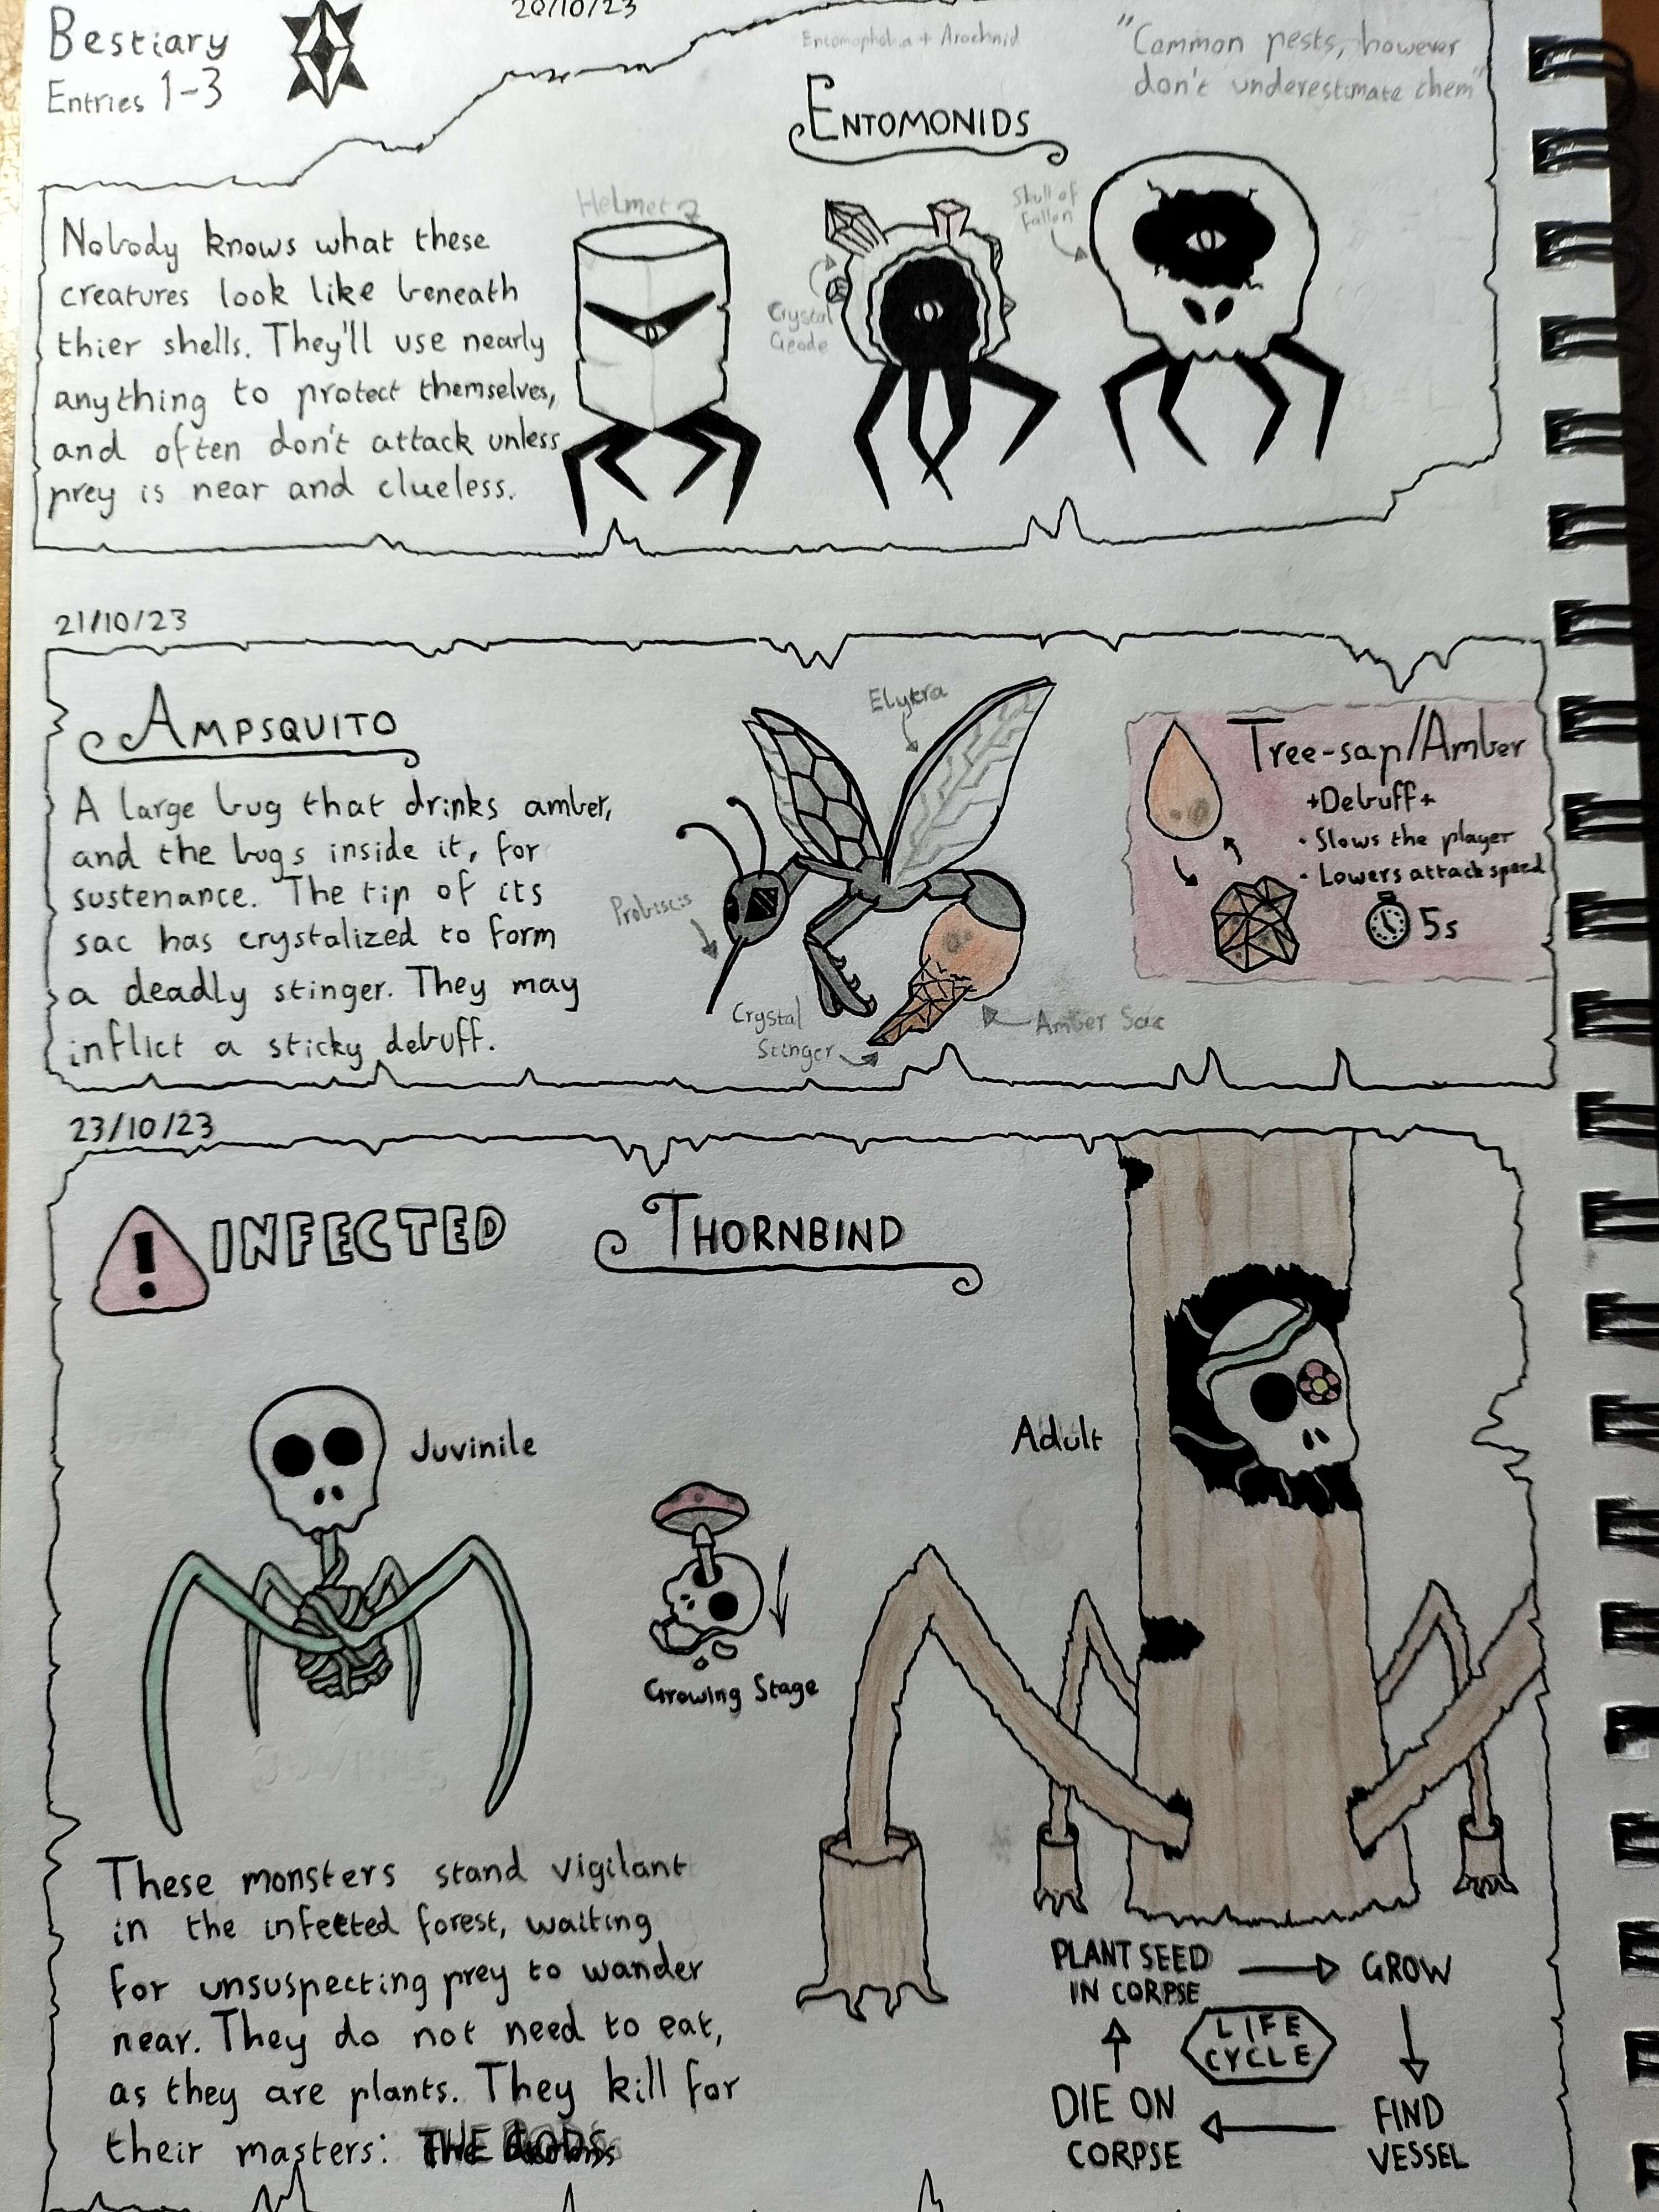 Bestiary
Entries 1-3
20/10/23
Entomophobia + Arachnid
"Common pests, however
don't underestimate them"
ENTOMONIDS
Nobody knows what these
creatures look like beneath
thier shells. They'll use nearly
anything to protect themselves,
and often don't attack unless
prey is near and clueless.
Helmet
Crystal
Geode
Skull of
fallen
21/10/23
AMPSQUITO
A large bug that drinks amber,
and the bugs inside it, for
sustenance. The tip of its
sac has crystalized to form
a deadly stinger. They may
inflict a sticky debuff.
Elytra
Probiscis
Crystal
Stinger
Amber Sac
Tree-sap/Amber
+Debuff+
• Slows the player
• Lowers attack speed
5s
23/10/23
!
INFECTED
THORNBIND
Juvinile
Growing Stage
Adult
These monsters stand vigilant
in the infected forest, waiting
for unsuspecting prey to wander
near. They do not need to eat,
as they are plants. They kill for
their masters: THE GODS
PLANT SEED
IN CORPSE
GROW
LIFE
CYCLE
DIE ON
CORPSE
FIND
VESSEL